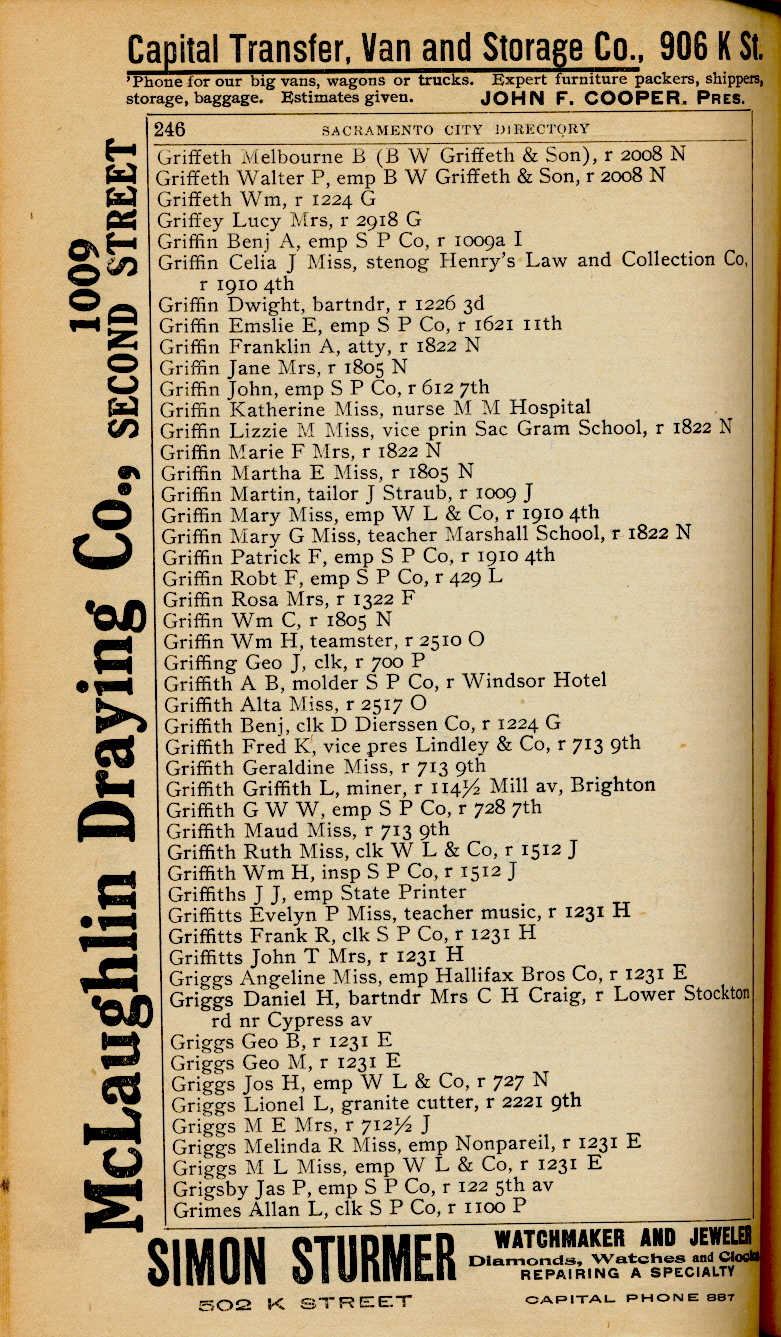 Capital Transfer, Van and Storage Co., 906 K St.
'Phone for our big vans, wagons or trucks. Expert furniture packers, shippers,
storage, baggage. Estimates given. JOHN F. COOPER. PRES.
246 SACRAMENTO CITY DIRECTORY
Griffeth Melbourne B (B W Griffeth & Son), r 2008 N
Griffeth Walter P, emp B W Griffeth & Son, r 2008 N
Griffeth Wm, r 1224 G
Griffey Lucy Mrs, r 2918 G
Griffin Benj A, emp S P Co, r 1009a I
Griffin Celia J Miss, stenog Henry's Law and Collection Co,
r 1910 4th
Griffin Dwight, bartndr, r 1226 3d
Griffin Emslie E, emp S P Co, r 1621 11th
Griffin Franklin A, atty, r 1822 N
Griffin Jane Mrs, r 1805 N
Griffin John, emp S P Co, r 612 7th
Griffin Katherine Miss, nurse M M Hospital
Griffin Lizzie M Miss, vice prin Sac Gram School, r 1822 N
Griffin Marie F Mrs, r 1822 N
Griffin Martha E Miss, r 1805 N
Griffin Martin, tailor J Straub, r 1009 J
Griffin Mary Miss, emp W L & Co, r 1910 4th
Griffin Mary G Miss, teacher Marshall School, r 1822 N
Griffin Patrick F, emp S P Co, r 1910 4th
Griffin Robt F, emp S P Co, r 429 L
Griffin Rosa Mrs, r 1322 F
Griffin Wm C, r 1805 N
Griffin Wm H, teamster, r 2510 O
Griffing Geo J, clk, r 700 P
Griffith A B, molder S P Co, r Windsor Hotel
Griffith Alta Miss, r 2517 O
Griffith Benj, clk D Dierssen Co, r 1224 G
Griffith Fred K, vice pres Lindley & Co, r 713 9th
Griffith Geraldine Miss, r 713 9th
Griffith Griffith L, miner, r 114½ Mill av, Brighton
Griffith G W W, emp S P Co, r 728 7th
Griffith Maud Miss, r 713 9th
Griffith Ruth Miss, clk W L & Co, r 1512 J
Griffith Wm H, insp S P Co, r 1512 J
Griffiths J J, emp State Printer
Griffitts Evelyn P Miss, teacher music, r 1231 H
Griffitts Frank R, clk S P Co, r 1231 H
Griffitts John T Mrs, r 1231 H
Griggs Angeline Miss, emp Hallifax Bros Co, r 1231 E
Griggs Daniel H, bartndr Mrs C H Craig, r Lower Stockton
rd nr Cypress av
Griggs Geo B, r 1231 E
Griggs Geo M, r 1231 E
Griggs Jos H, emp W L & Co, r 727 N
Griggs Lionel L, granite cutter, r 2221 9th
Griggs M E Mrs, r 712½ J
Griggs Melinda R Miss, emp Nonpareil, r 1231 E
Griggs M L Miss, emp W L & Co, r 1231 E
Grigsby Jas P, emp S P Co, r 122 5th av
Grimes Allan L, clk S P Co, r 1100 P
McLaughlin Draying Co., 1009 SECOND STREET
SIMON STURMER
502 K STREET
WATCHMAKER AND JEWELER
Diamonds, Watches and Clocks
REPAIRING A SPECIALTY
CAPITAL PHONE 887